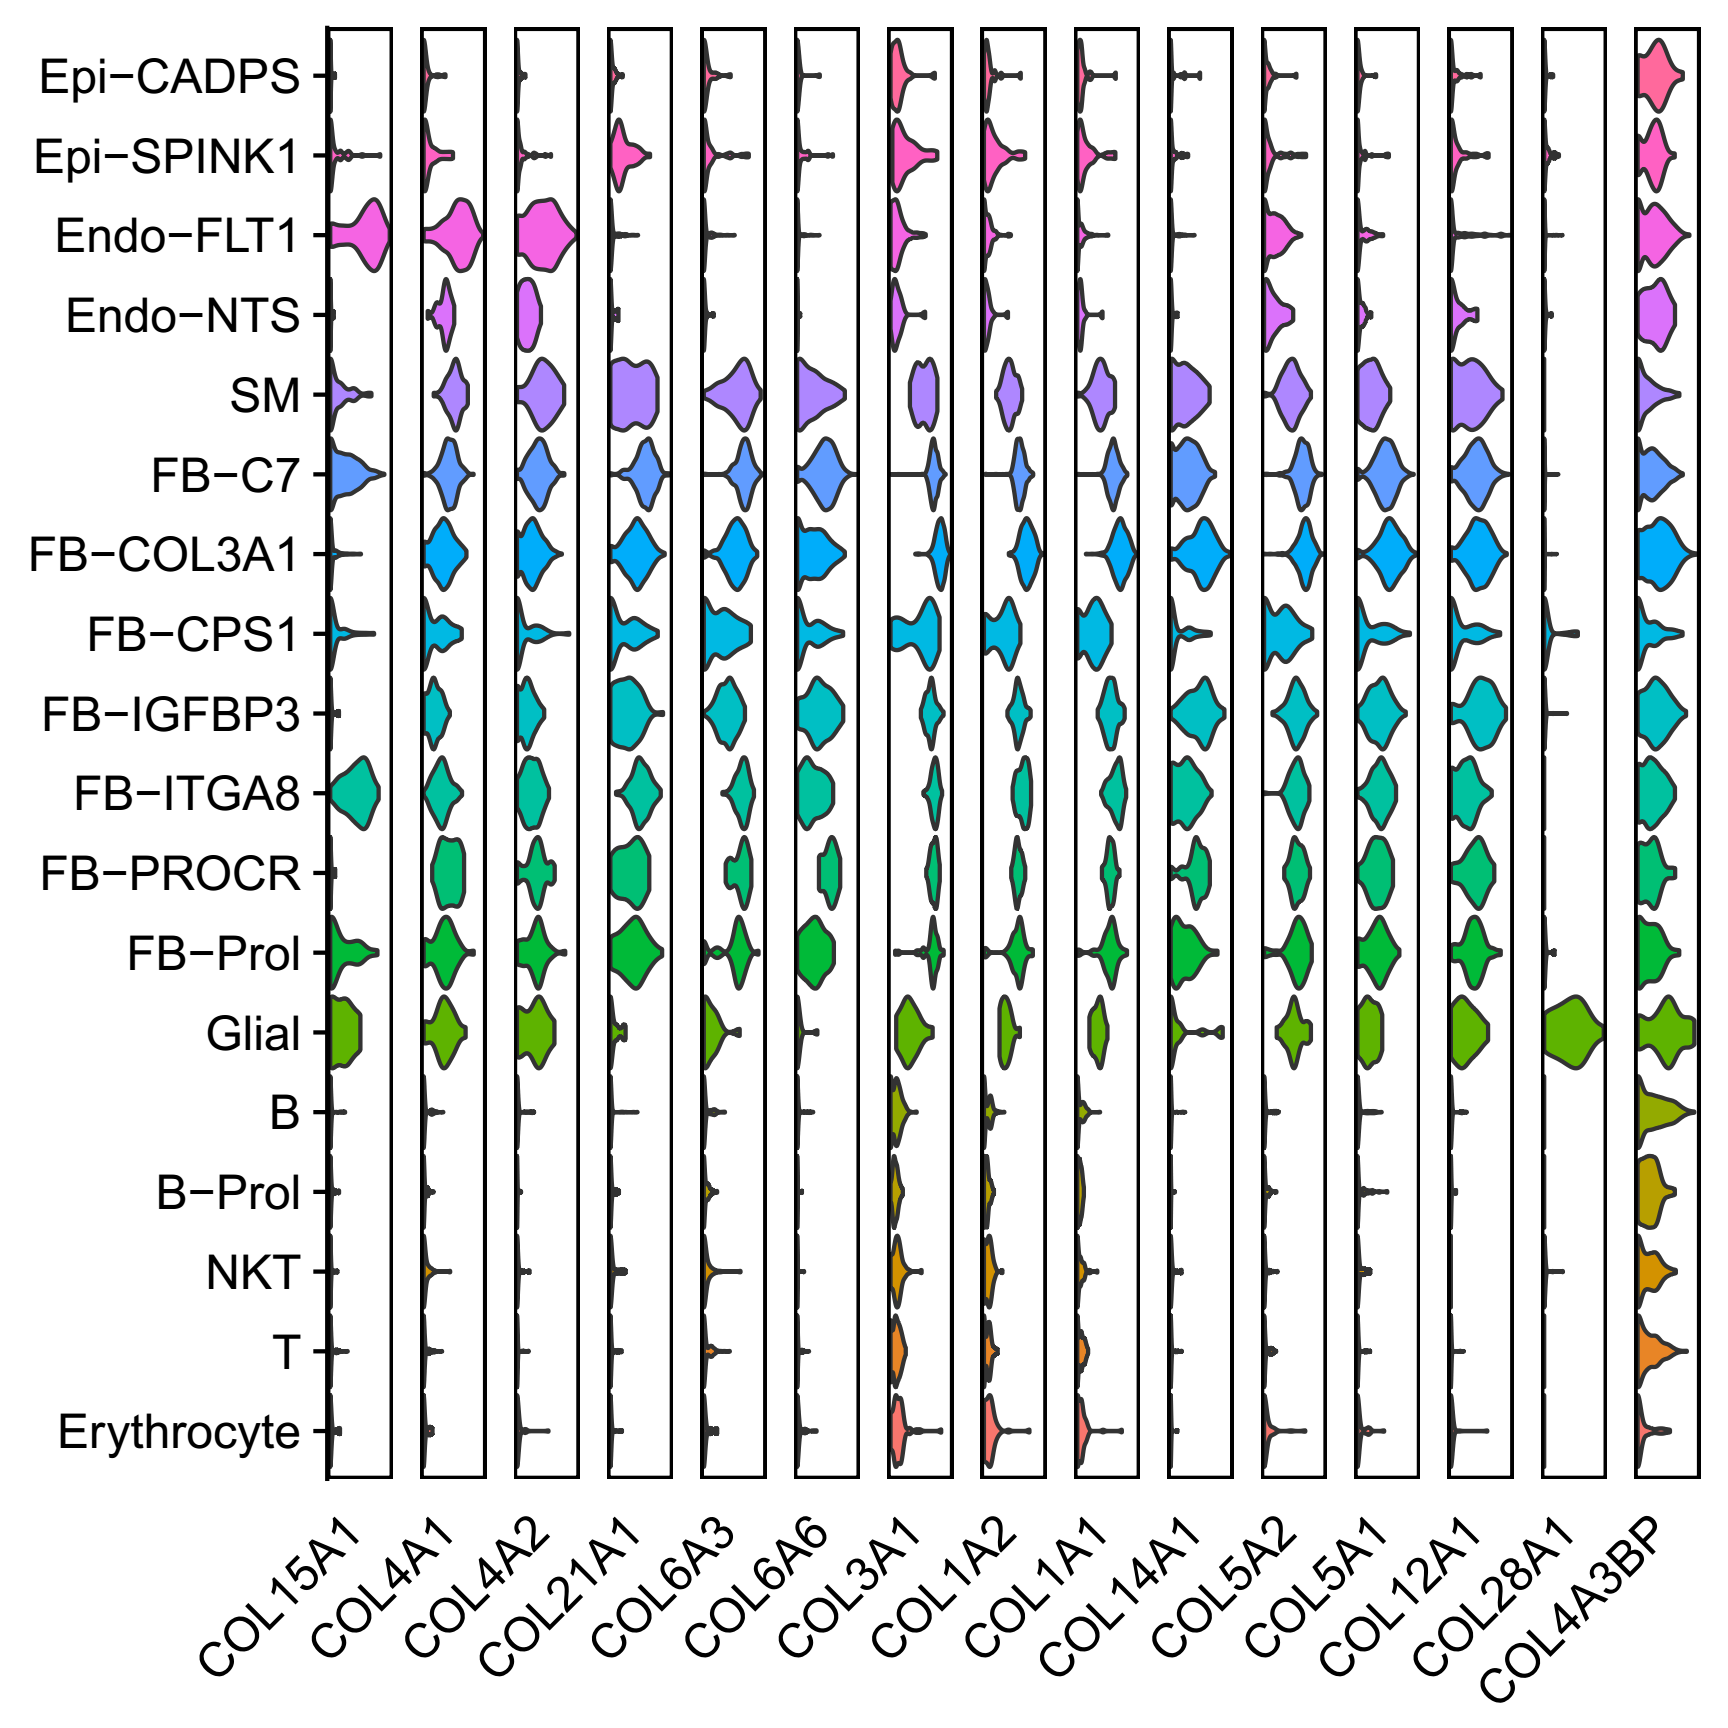 Epi−CADPS
Epi−SPINK1
Endo−FLT1
Endo−NTS
SM
FB−C7
FB−COL3A1
FB−CPS1
FB−IGFBP3
FB−ITGA8
FB−PROCR
FB−Prol
Glial
B
B−Prol
NKT
T
Erythrocyte
COL15A1
COL4A1
COL4A2
COL21A1
COL6A3
COL6A6
COL3A1
COL1A2
COL1A1
COL14A1
COL5A2
COL5A1
COL12A1
COL28A1
COL4A3BP